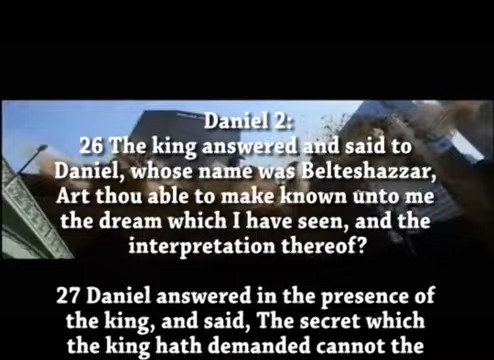 Daniel 2:
26 The king answered and said to
Daniel, whose name was Belteshazzar,
Art thou able to make known unto me
the dream which I have seen, and the
interpretation thereof?
27 Daniel answered in the presence of
the king, and said, The secret which
the king hath demanded cannot the